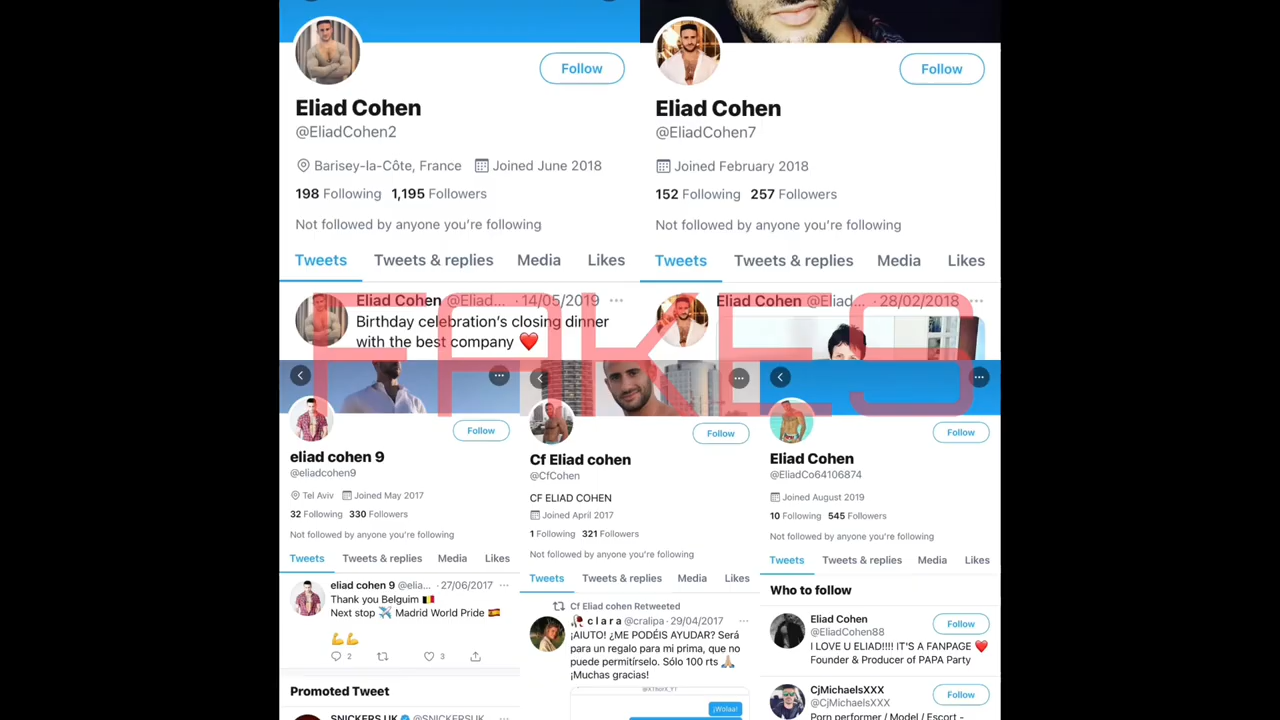 Follow
Eliad Cohen
@EliadCohen2
Barisey-la-Côte, France Joined June 2018
198 Following 1,195 Followers
Not followed by anyone you're following
Tweets Tweets & replies Media Likes
Eliad Cohen @Eliad... · 14/05/2019 ···
Birthday celebration's closing dinner
with the best company ❤️
Follow
Eliad Cohen
@EliadCohen7
Joined February 2018
152 Following 257 Followers
Not followed by anyone you're following
Tweets Tweets & replies Media Likes
Eliad Cohen @Eliad... · 28/02/2018 ···
FAKES
Follow
eliad cohen 9
@eliadcohen9
Tel Aviv Joined May 2017
32 Following 330 Followers
Not followed by anyone you're following
Tweets Tweets & replies Media Likes
eliad cohen 9 @elia... · 27/06/2017 ···
Thank you Belguim 🇧🇪
Next stop ✈️ Madrid World Pride 🇪🇸
💪💪
2 3
Promoted Tweet
SNICKERS UK @SNICKERSUK
Follow
Cf Eliad cohen
@CfCohen
CF ELIAD COHEN
Joined April 2017
1 Following 321 Followers
Not followed by anyone you're following
Tweets Tweets & replies Media Likes
Cf Eliad cohen Retweeted
🥀 c l a r a @cralipa · 29/04/2017 ···
¡AIUTO! ¿ME PODÉIS AYUDAR? Será
para un regalo para mi prima, que no
puede permitírselo. Sólo 100 rts 🙏🏼
¡Muchas gracias!
¡Wolaa!
Follow
Eliad Cohen
@EliadCo64106874
Joined August 2019
10 Following 545 Followers
Not followed by anyone you're following
Tweets Tweets & replies Media Likes
Who to follow
Eliad Cohen
@EliadCohen88
Follow
I LOVE U ELIAD!!!! IT'S A FANPAGE ❤️
Founder & Producer of PAPA Party
CjMichaelsXXX
@CjMichaelsXXX
Follow
Porn performer / Model / Escort -